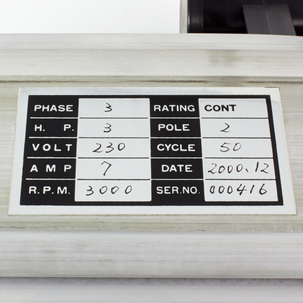 PHASE 3 RATING CONT
H. P. 3 POLE 2
VOLT 230 CYCLE 50
AMP 7 DATE 2000.12
R.P.M. 3000 SER.NO. 000416